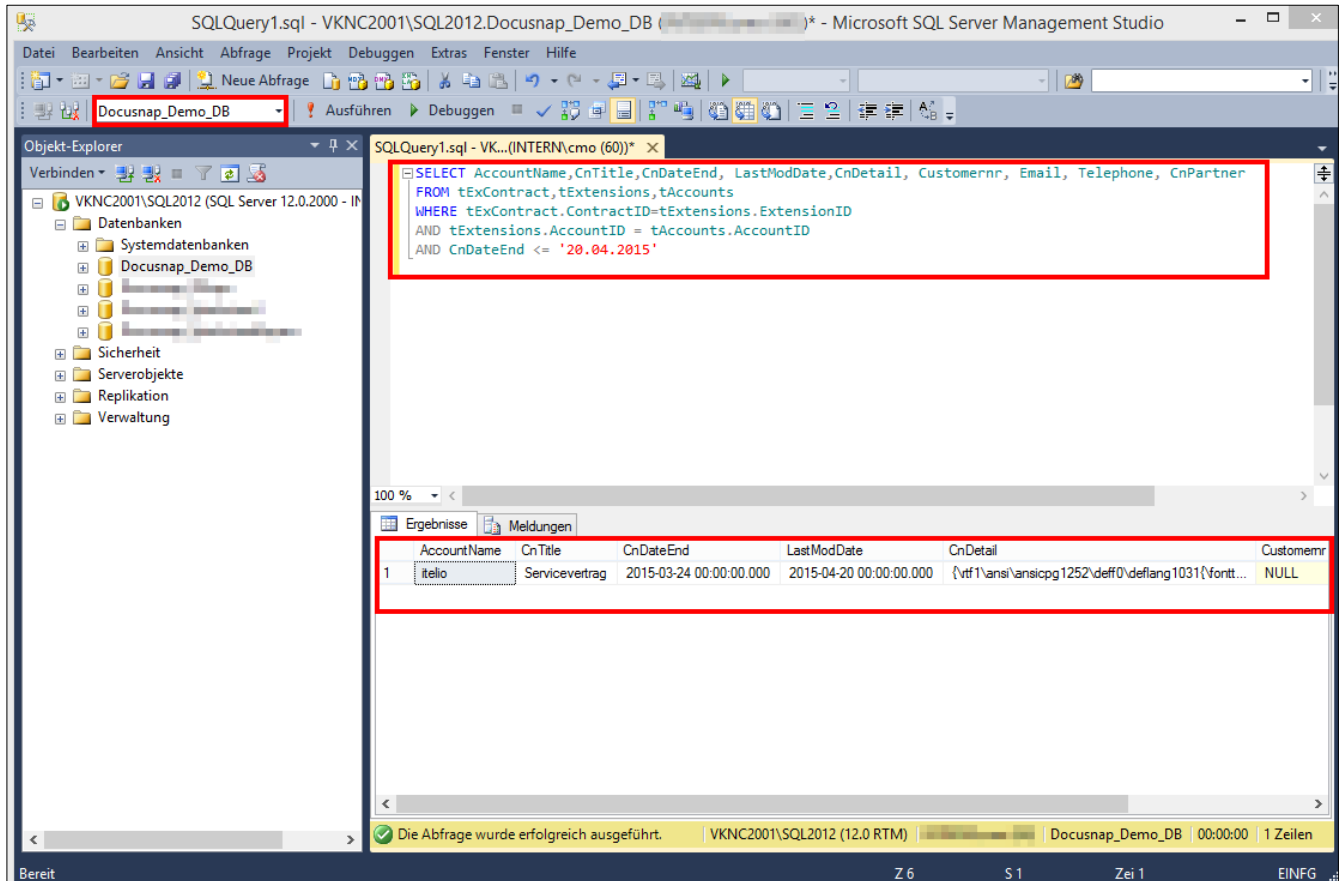 SQLQuery1.sql - VKNC2001\SQL2012.Docusnap_Demo_DB ( )* - Microsoft SQL Server Management Studio
Datei Bearbeiten Ansicht Abfrage Projekt Debuggen Extras Fenster Hilfe
Neue Abfrage
Docusnap_Demo_DB Ausführen Debuggen
Objekt-Explorer
Verbinden
VKNC2001\SQL2012 (SQL Server 12.0.2000 - IN
Datenbanken
Systemdatenbanken
Docusnap_Demo_DB
Sicherheit
Serverobjekte
Replikation
Verwaltung
SQLQuery1.sql - VK...(INTERN\cmo (60))*
SELECT AccountName,CnTitle,CnDateEnd, LastModDate,CnDetail, Customernr, Email, Telephone, CnPartner
FROM tExContract,tExtensions,tAccounts
WHERE tExContract.ContractID=tExtensions.ExtensionID
AND tExtensions.AccountID = tAccounts.AccountID
AND CnDateEnd <= '20.04.2015'
100 %
Ergebnisse Meldungen
AccountName CnTitle CnDateEnd LastModDate CnDetail Customernr
1 itelio Servicevertrag 2015-03-24 00:00:00.000 2015-04-20 00:00:00.000 {\rtf1\ansi\ansicpg1252\deff0\deflang1031{\fontt... NULL
Die Abfrage wurde erfolgreich ausgeführt. VKNC2001\SQL2012 (12.0 RTM) Docusnap_Demo_DB 00:00:00 1 Zeilen
Bereit Z 6 S 1 Zei 1 EINFG